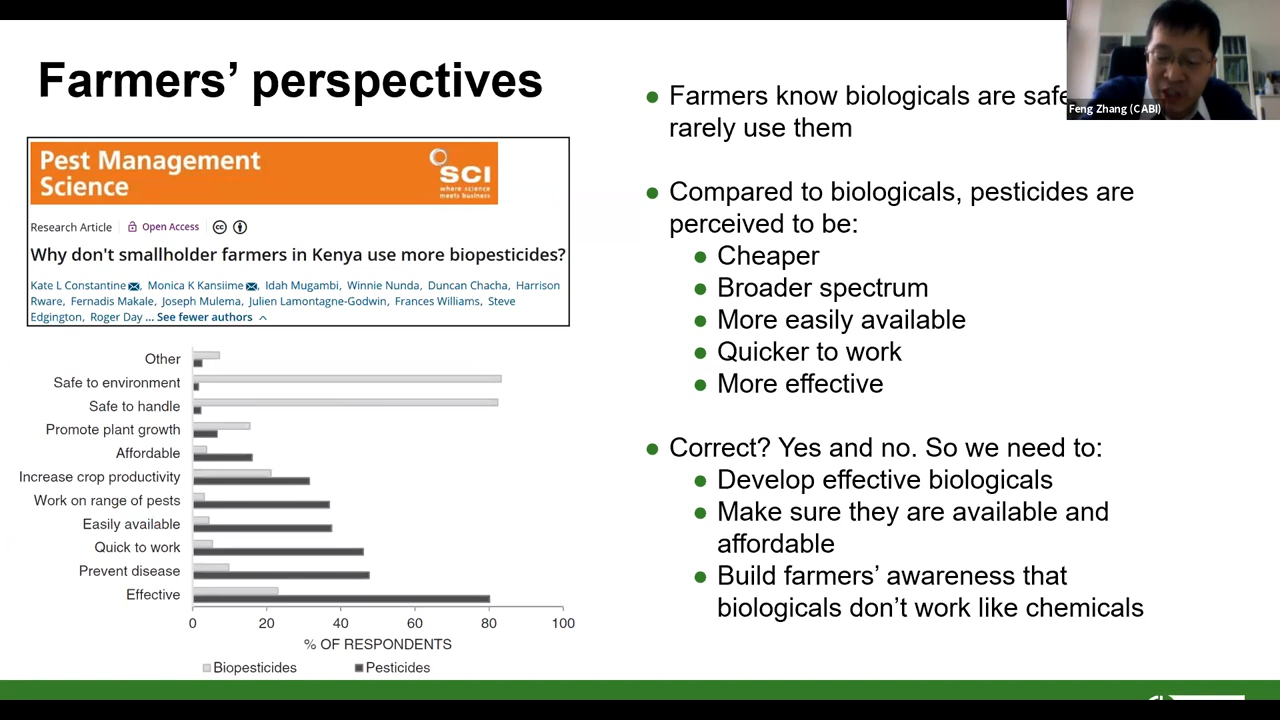 Farmers' perspectives
Pest Management
Science
SCI
where science
meets business
Research Article
Open Access
cc
Why don't smallholder farmers in Kenya use more biopesticides?
Kate L Constantine, Monica K Kansiime, Idah Mugambi, Winnie Nunda, Duncan Chacha, Harrison
Rware, Fernadis Makale, Joseph Mulema, Julien Lamontagne-Godwin, Frances Williams, Steve
Edgington, Roger Day ... See fewer authors
Other
Safe to environment
Safe to handle
Promote plant growth
Affordable
Increase crop productivity
Work on range of pests
Easily available
Quick to work
Prevent disease
Effective
0 20 40 60 80 100
% OF RESPONDENTS
Biopesticides Pesticides
Farmers know biologicals are safe
rarely use them
Compared to biologicals, pesticides are
perceived to be:
Cheaper
Broader spectrum
More easily available
Quicker to work
More effective
Correct? Yes and no. So we need to:
Develop effective biologicals
Make sure they are available and
affordable
Build farmers' awareness that
biologicals don't work like chemicals
Feng Zhang (CABI)